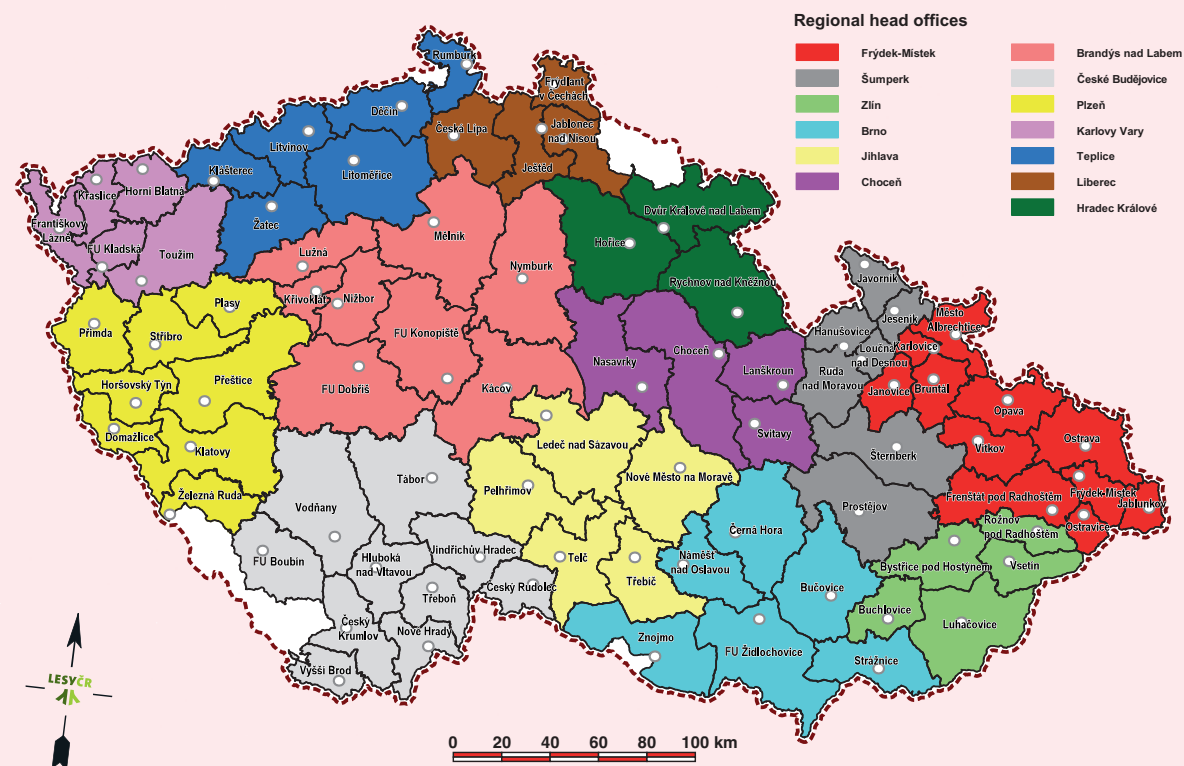 Regional head offices
Frýdek-Místek
Šumperk
Zlín
Brno
Jihlava
Choceň
Brandýs nad Labem
České Budějovice
Plzeň
Karlovy Vary
Teplice
Liberec
Hradec Králové
Rumburk
Děčín
Litvínov
Klášterec
Litoměřice
Žatec
Česká Lípa
Frýdlant
v Čechách
Jablonec
nad Nisou
Ještěd
Kraslice
Horní Blatná
Františkovy
Lázně
FU Kladská
Toužim
Dvůr Králové nad Labem
Hořice
Rychnov nad Kněžnou
Lužná
Mělník
Nymburk
Křivoklát
Nižbor
FU Konopiště
FU Dobříš
Kácov
Plasy
Přimda
Stříbro
Horšovský Týn
Přeštice
Domažlice
Klatovy
Železná Ruda
Nasavrky
Choceň
Lanškroun
Svitavy
Javorník
Jeseník
Hanušovice
Loučná
nad Desnou
Ruda
nad Moravou
Šternberk
Prostějov
Město
Albrechtice
Karlovice
Janovice
Bruntál
Opava
Vítkov
Ostrava
Frenštát pod Radhoštěm
Frýdek-Místek
Jablunkov
Ostravice
Rožnov
pod Radhoštěm
Bystřice pod Hostýnem
Vsetín
Buchlovice
Luhačovice
Ledeč nad Sázavou
Pelhřimov
Nové Město na Moravě
Telč
Třebíč
Tábor
Vodňany
FU Boubín
Hluboká
nad Vltavou
Jindřichův Hradec
Český Rudolec
Třeboň
Český
Krumlov
Nové Hrady
Vyšší Brod
Černá Hora
Náměšť
nad Oslavou
Bučovice
Znojmo
FU Židlochovice
Strážnice
LESY ČR
0 20 40 60 80 100 km